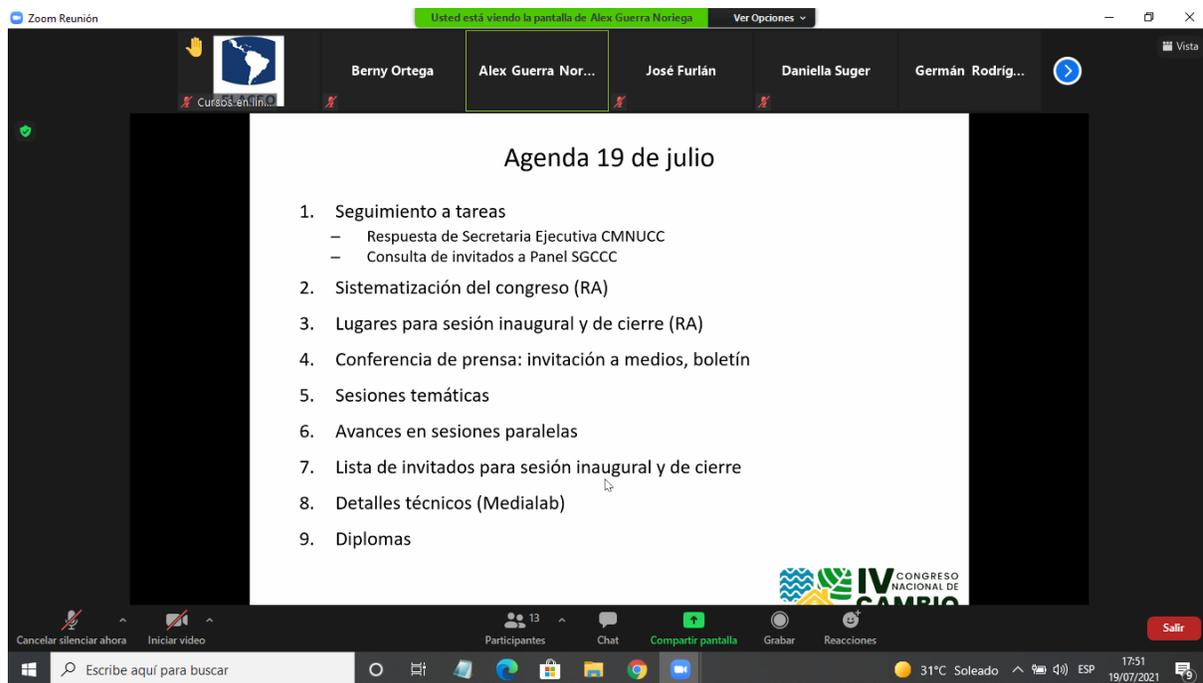 Zoom Reunión
Usted está viendo la pantalla de Alex Guerra Noriega
Ver Opciones
Vista
Cursos en lín...
Berny Ortega
Alex Guerra Nor...
José Furlán
Daniella Suger
Germán Rodríg...
Agenda 19 de julio
1. Seguimiento a tareas
– Respuesta de Secretaria Ejecutiva CMNUCC
– Consulta de invitados a Panel SGCCC
2. Sistematización del congreso (RA)
3. Lugares para sesión inaugural y de cierre (RA)
4. Conferencia de prensa: invitación a medios, boletín
5. Sesiones temáticas
6. Avances en sesiones paralelas
7. Lista de invitados para sesión inaugural y de cierre
8. Detalles técnicos (Medialab)
9. Diplomas
IV CONGRESO
NACIONAL DE
CAMBIO
Cancelar silenciar ahora
Iniciar video
13
Participantes
Chat
Compartir pantalla
Grabar
Reacciones
Salir
Escribe aquí para buscar
31°C Soleado
ESP
17:51
19/07/2021
9